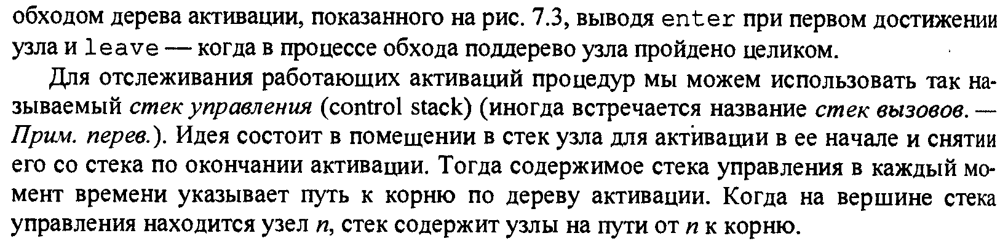 обходом дерева активации, показанного на рис. 7.3, выводя enter при первом достижении
узла и leave — когда в процессе обхода поддерево узла пройдено целиком.
Для отслеживания работающих активаций процедур мы можем использовать так на-
зываемый стек управления (control stack) (иногда встречается название стек вызовов. —
Прим. перев.). Идея состоит в помещении в стек узла для активации в ее начале и снятии
его со стека по окончании активации. Тогда содержимое стека управления в каждый мо-
мент времени указывает путь к корню по дереву активации. Когда на вершине стека
управления находится узел n, стек содержит узлы на пути от n к корню.